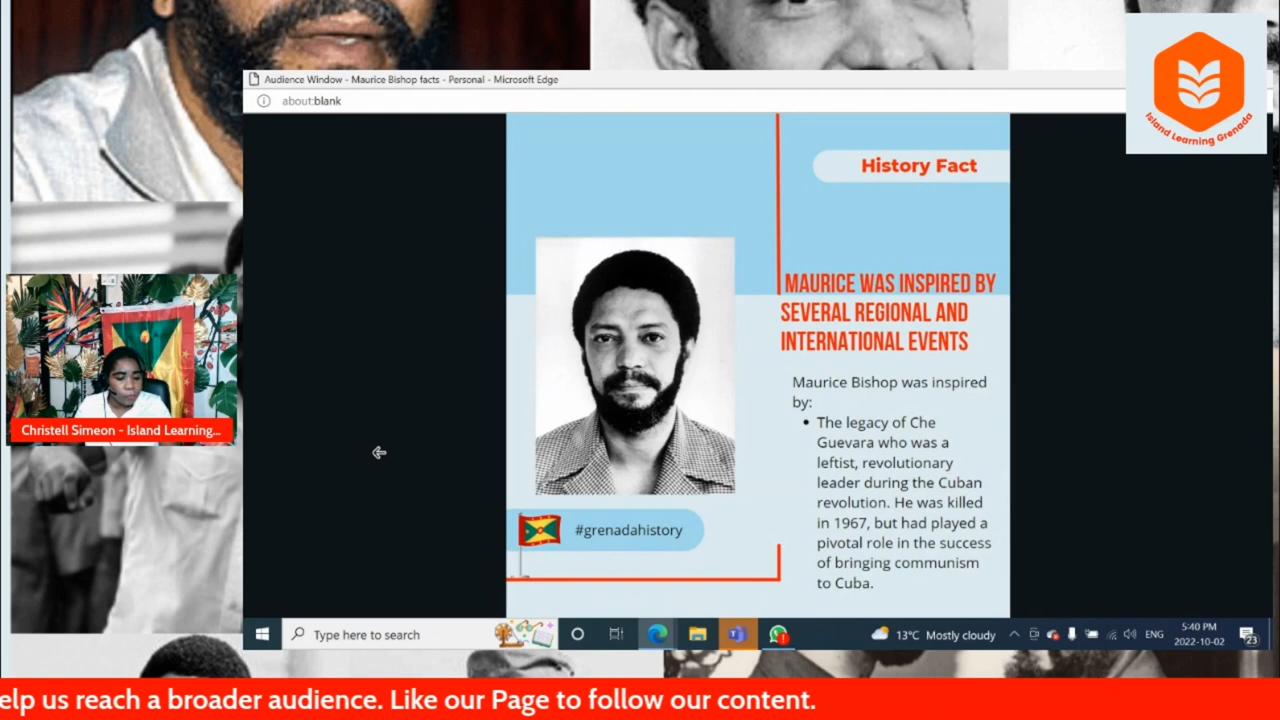 Audience Window - Maurice Bishop facts - Personal - Microsoft Edge
about:blank
Island Learning Grenada
History Fact
MAURICE WAS INSPIRED BY
SEVERAL REGIONAL AND
INTERNATIONAL EVENTS
Maurice Bishop was inspired
by:
• The legacy of Che
Guevara who was a
leftist, revolutionary
leader during the Cuban
revolution. He was killed
in 1967, but had played a
pivotal role in the success
of bringing communism
to Cuba.
#grenadahistory
Christell Simeon - Island Learning...
Type here to search
13°C Mostly cloudy
ENG
5:40 PM
2022-10-02
23
elp us reach a broader audience. Like our Page to follow our content.